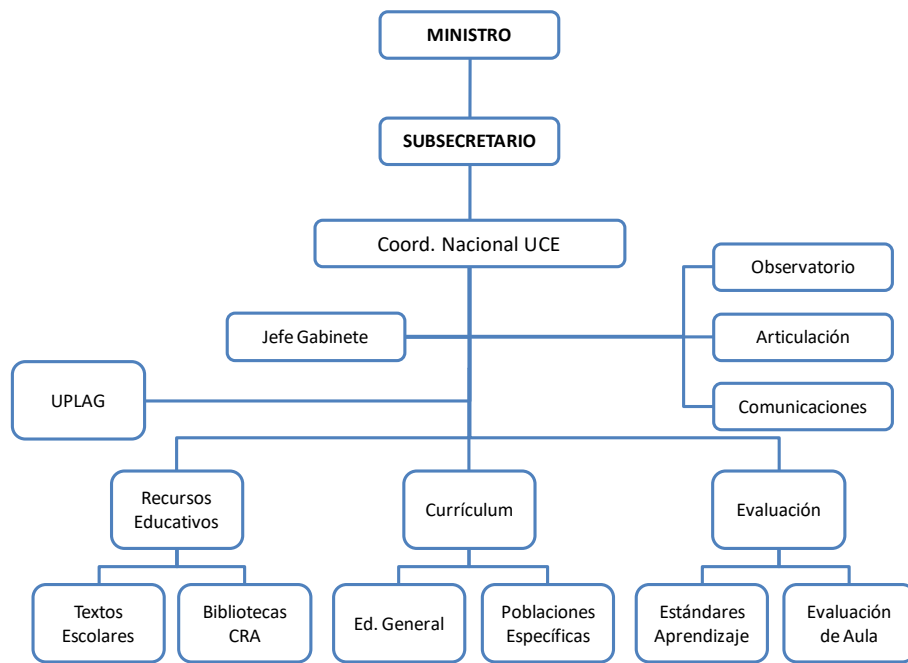 MINISTRO
SUBSECRETARIO
Coord. Nacional UCE
Observatorio
Jefe Gabinete
Articulación
UPLAG
Comunicaciones
Recursos
Educativos
Currículum
Evaluación
Textos
Escolares
Bibliotecas
CRA
Ed. General
Poblaciones
Específicas
Estándares
Aprendizaje
Evaluación
de Aula